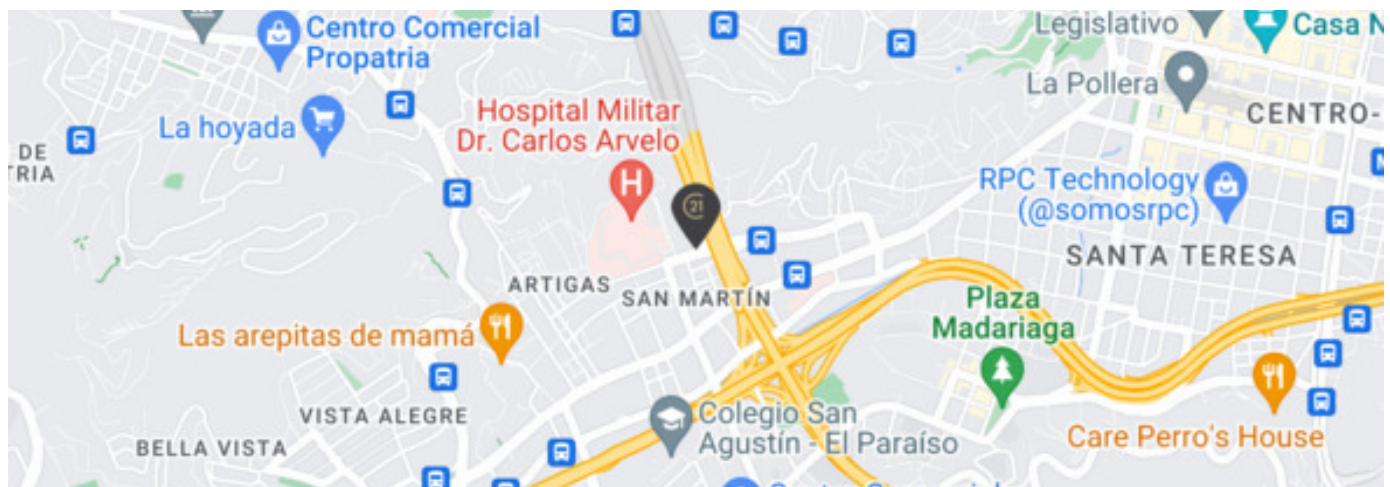 Centro Comercial
Propatria
Legislativo
Casa N
La Pollera
La hoyada
Hospital Militar
Dr. Carlos Arvelo
H
CENTRO-
DE
TRIA
21
RPC Technology
(@somosrpc)
SANTA TERESA
ARTIGAS
SAN MARTÍN
Plaza
Madariaga
Las arepitas de mamá
VISTA ALEGRE
BELLA VISTA
Colegio San
Agustín - El Paraíso
Care Perro's House